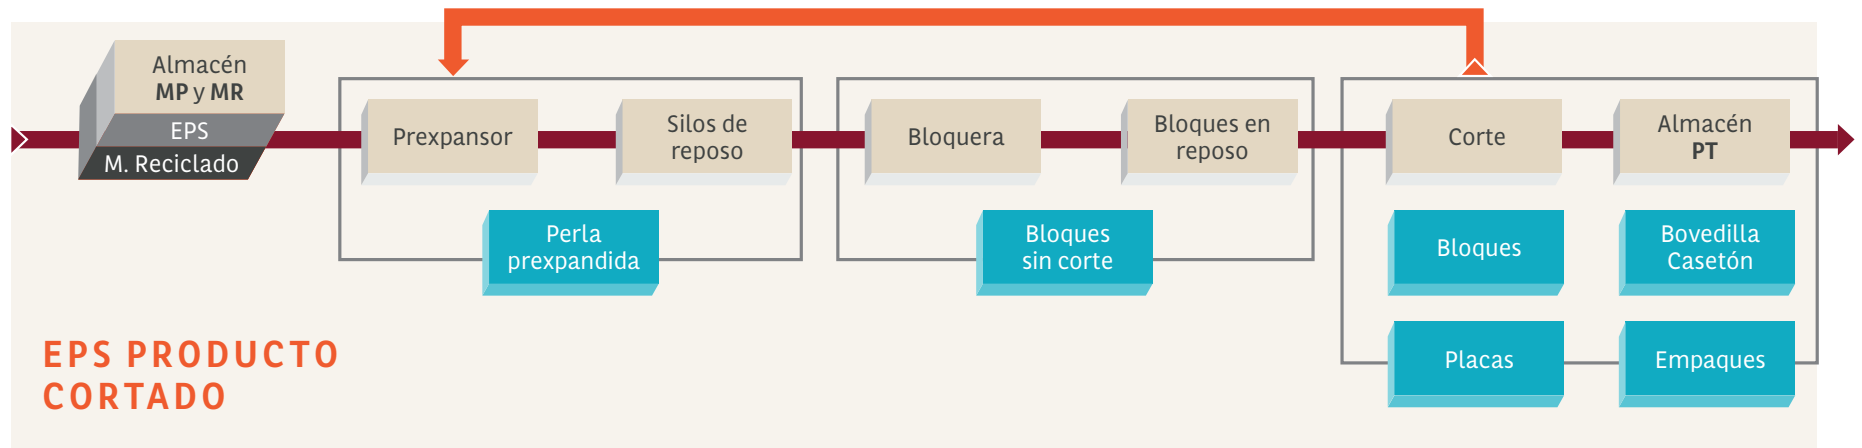 Almacén
MP y MR
EPS
M. Reciclado
Prexpansor
Silos de
reposo
Perla
prexpandida
Bloquera
Bloques en
reposo
Bloques
sin corte
Corte
Almacén
PT
Bloques
Bovedilla
Casetón
Placas
Empaques
EPS PRODUCTO
CORTADO